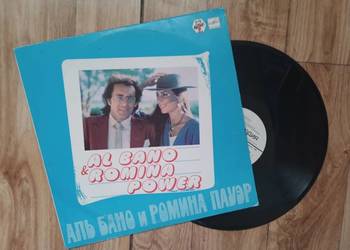 AL BANO
& ROMINA
POWER
АЛЬ БАНО и РОМИНА ПАУЭР